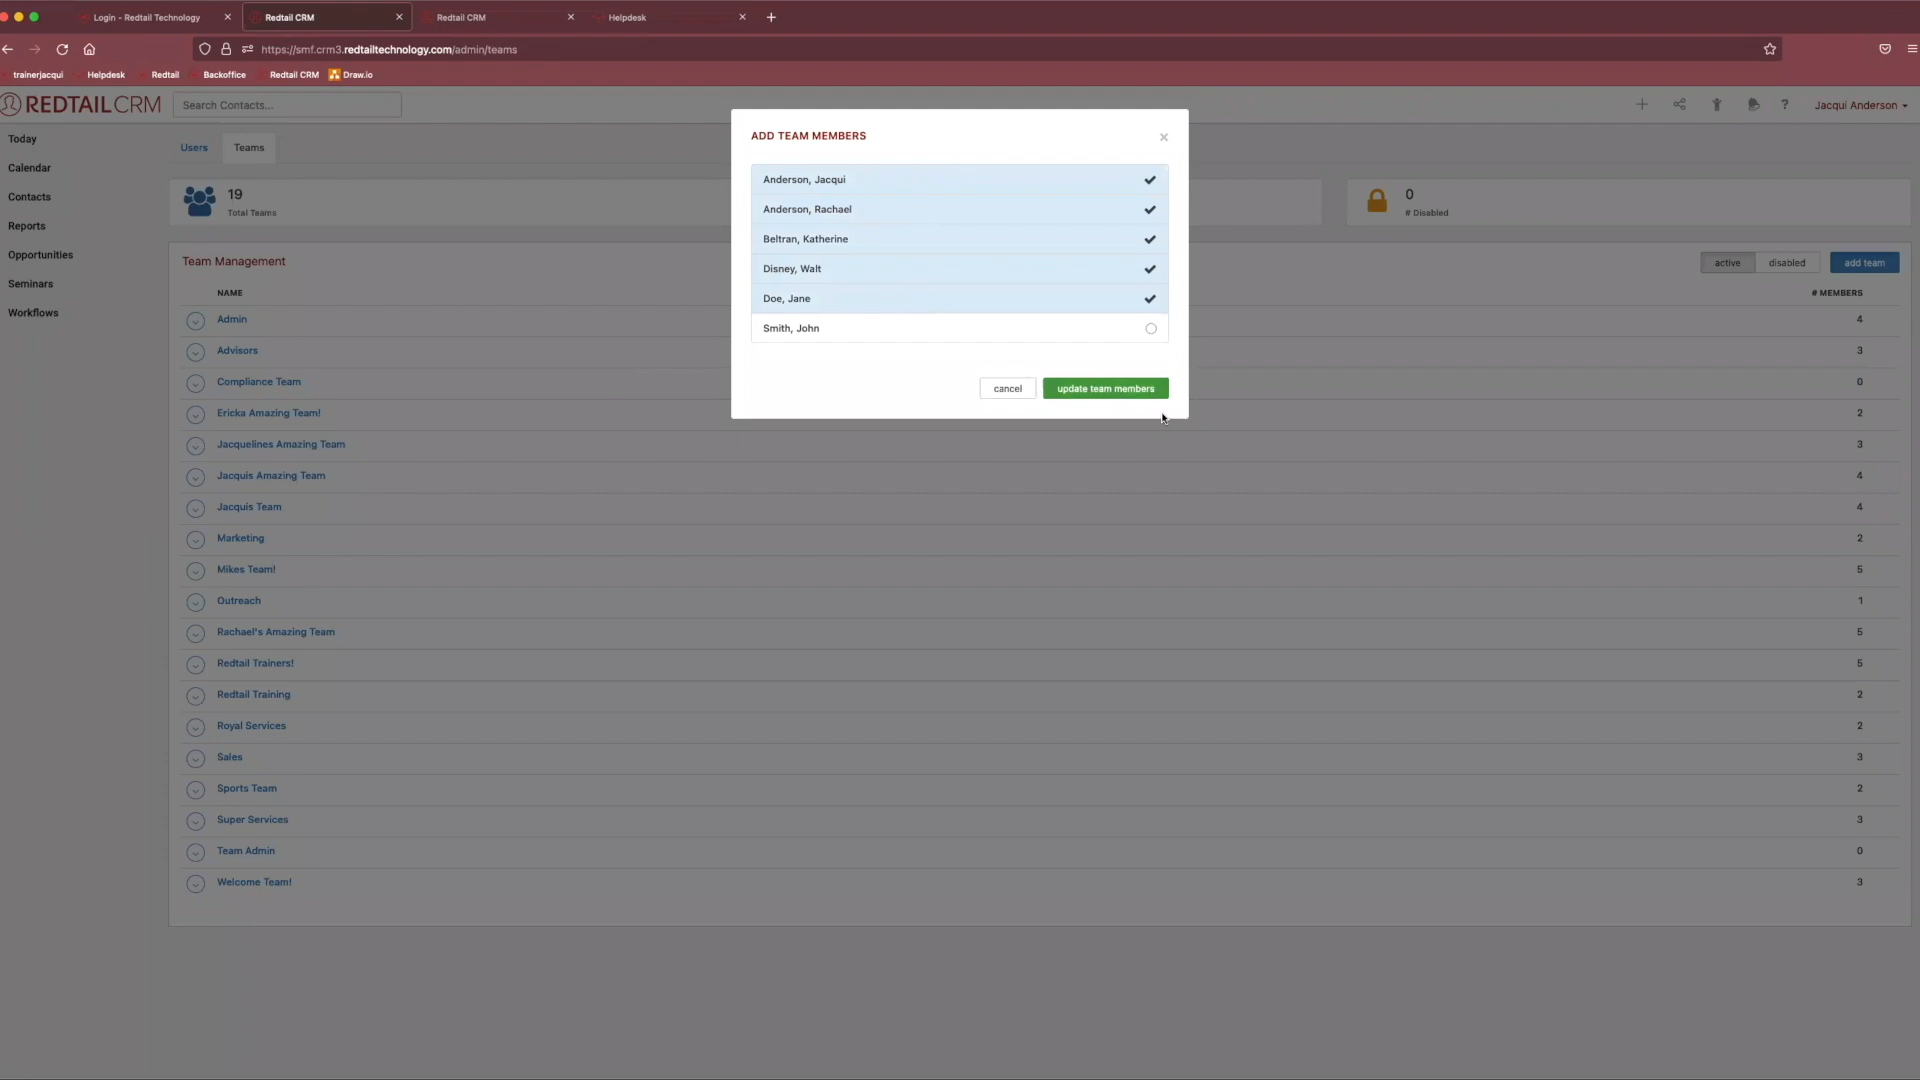 Login - Redtail Technology
Redtail CRM
Redtail CRM
Helpdesk
https://smf.crm3.redtailtechnology.com/admin/teams
trainerjacqui Helpdesk Redtail Backoffice Redtail CRM Draw.io
REDTAILCRM
Search Contacts...
? Jacqui Anderson
Today
Calendar
Contacts
Reports
Opportunities
Seminars
Workflows
Users Teams
19
Total Teams
0
# Disabled
ADD TEAM MEMBERS
Anderson, Jacqui
Anderson, Rachael
Beltran, Katherine
Disney, Walt
Doe, Jane
Smith, John
cancel update team members
Team Management
active disabled add team
NAME # MEMBERS
Admin 4
Advisors 3
Compliance Team 0
Ericka Amazing Team! 2
Jacquelines Amazing Team 3
Jacquis Amazing Team 4
Jacquis Team 4
Marketing 2
Mikes Team! 5
Outreach 1
Rachael's Amazing Team 5
Redtail Trainers! 5
Redtail Training 2
Royal Services 2
Sales 3
Sports Team 2
Super Services 3
Team Admin 0
Welcome Team! 3